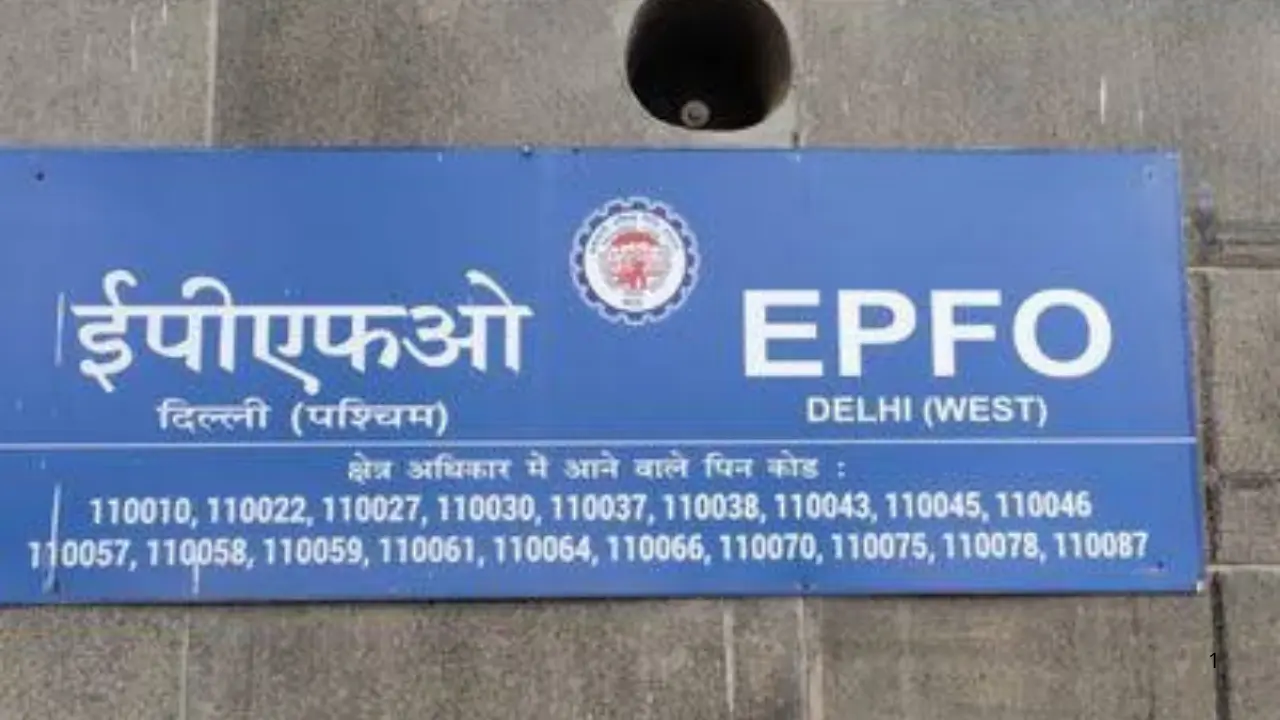 ईपीएफओ
दिल्ली (पश्चिम)
EPFO
DELHI (WEST)
क्षेत्र अधिकार में आने वाले पिन कोड :
110010, 110022, 110027, 110030, 110037, 110038, 110043, 110045, 110046
110057, 110058, 110059, 110061, 110064, 110066, 110070, 110075, 110078, 110087
1